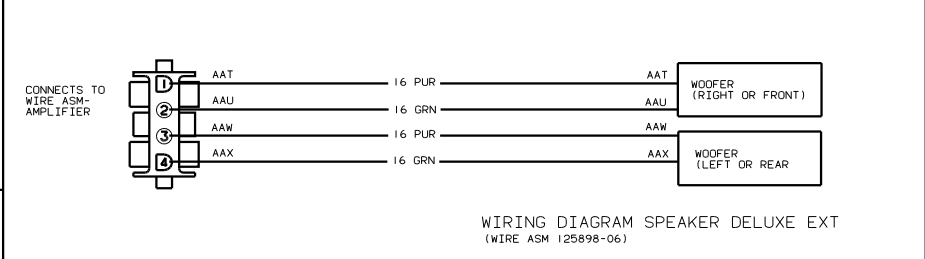 CONNECTS TO
WIRE ASM-
AMPLIFIER
1
2
3
4
AAT 16 PUR AAT
AAU 16 GRN AAU
AAW 16 PUR AAW
AAX 16 GRN AAX
WOOFER
(RIGHT OR FRONT)
WOOFER
(LEFT OR REAR
WIRING DIAGRAM SPEAKER DELUXE EXT
(WIRE ASM 125898-06)